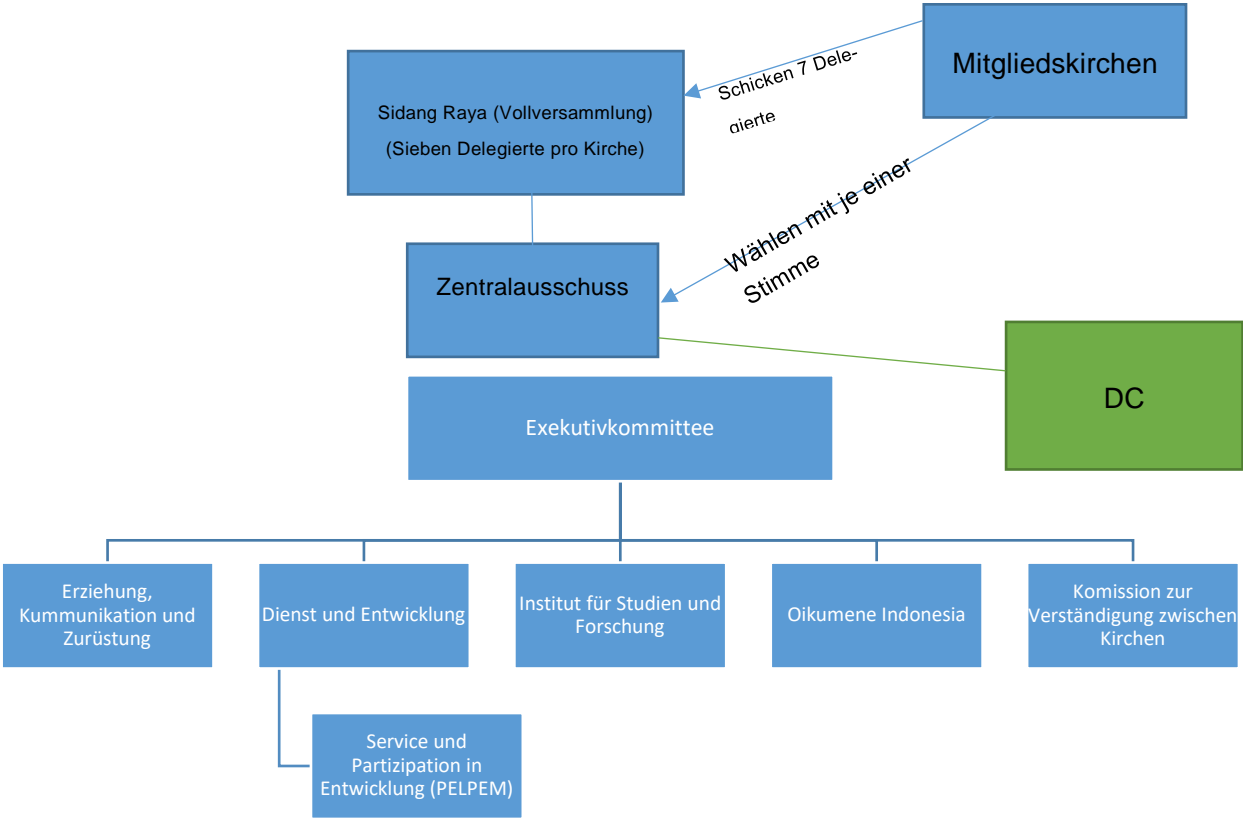 Mitgliedskirchen
Schicken 7 Dele-
gierte
Sidang Raya (Vollversammlung)
(Sieben Delegierte pro Kirche)
Wählen mit je einer
Stimme
Zentralausschuss
DC
Exekutivkommittee
Erziehung,
Kummunikation und
Zurüstung
Dienst und Entwicklung
Institut für Studien und
Forschung
Oikumene Indonesia
Komission zur
Verständigung zwischen
Kirchen
Service und
Partizipation in
Entwicklung (PELPEM)